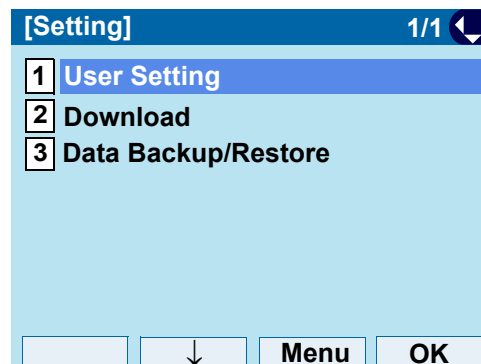 [Setting] 1/1
1 User Setting
2 Download
3 Data Backup/Restore
↓ Menu OK